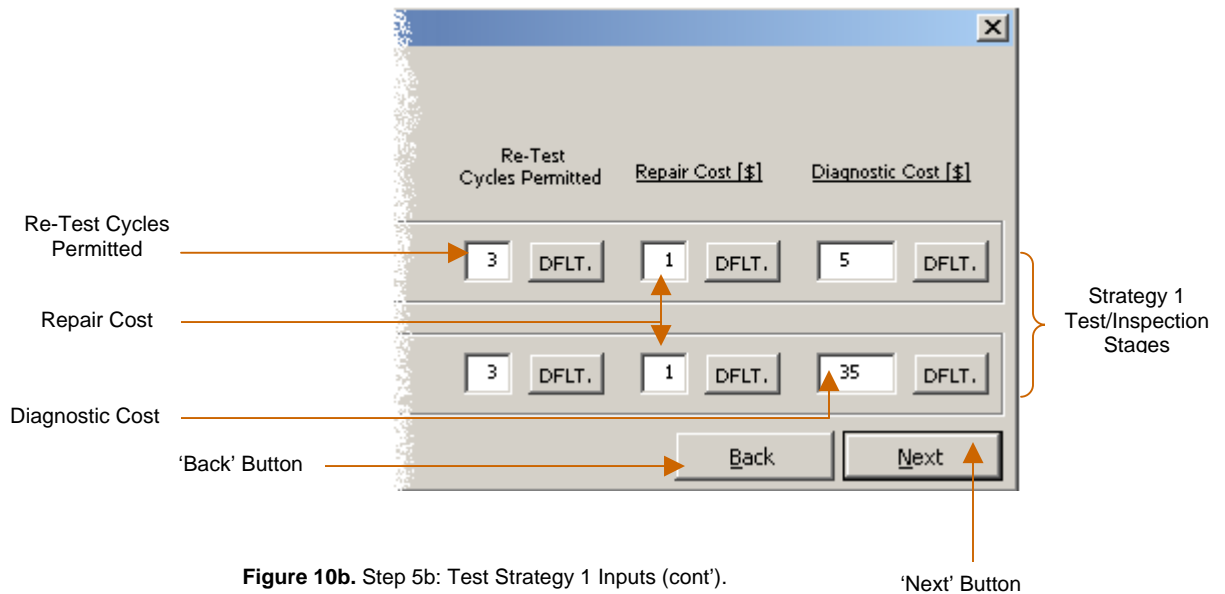 Re-Test
Cycles Permitted
Repair Cost [$]
Diagnostic Cost [$]
Re-Test Cycles
Permitted
3 DFLT. 1 DFLT. 5 DFLT.
Strategy 1
Test/Inspection
Stages
Repair Cost
3 DFLT. 1 DFLT. 35 DFLT.
Diagnostic Cost
'Back' Button
Back
Next
Figure 10b. Step 5b: Test Strategy 1 Inputs (cont').
'Next' Button